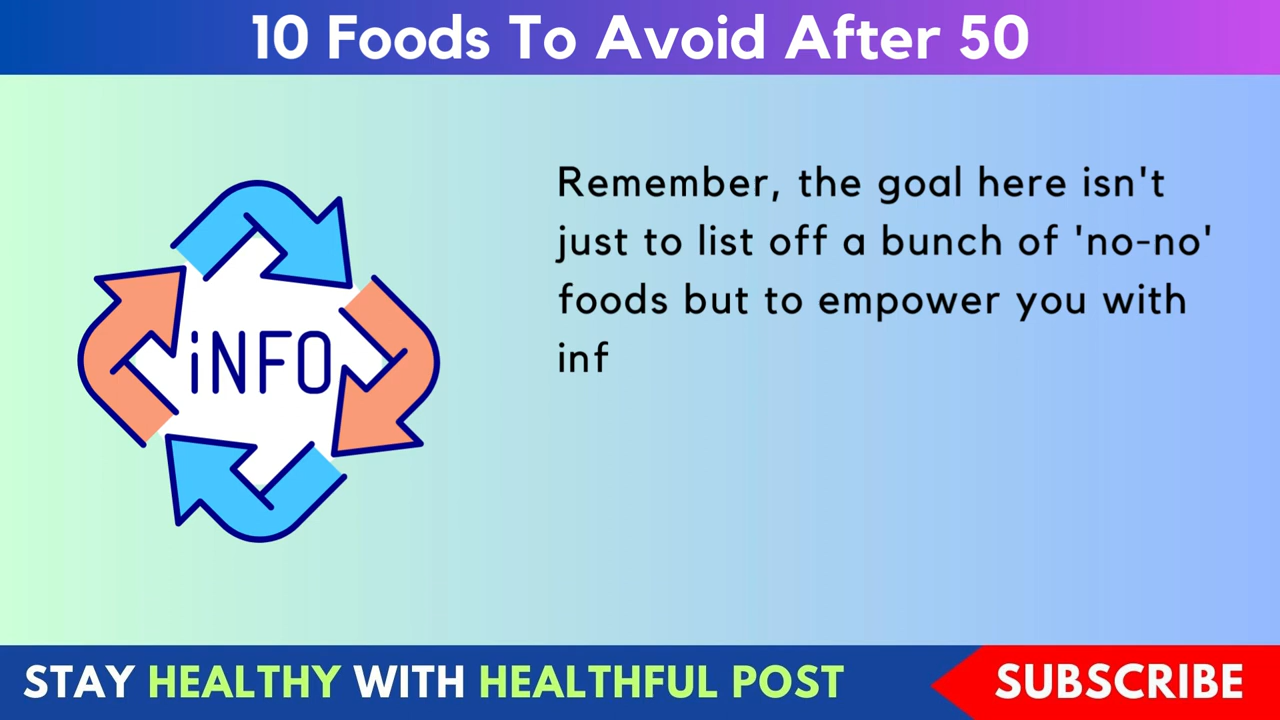 10 Foods To Avoid After 50
iNFO
Remember, the goal here isn't
just to list off a bunch of 'no-no'
foods but to empower you with
inf
STAY HEALTHY WITH HEALTHFUL POST
SUBSCRIBE